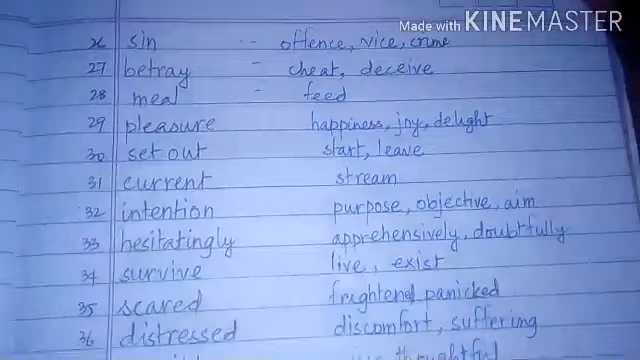 Made with KINEMASTER
26 sin -- offence, vice, crime
27 betray - cheat, deceive
28 meal - feed
29 pleasure happiness, joy, delight
30 set out start, leave
31 current stream
32 intention purpose, objective, aim
33 hesitatingly apprehensively, doubtfully
34 survive live, exist
35 scared frightened panicked
36 distressed discomfort, suffering
thoughtful